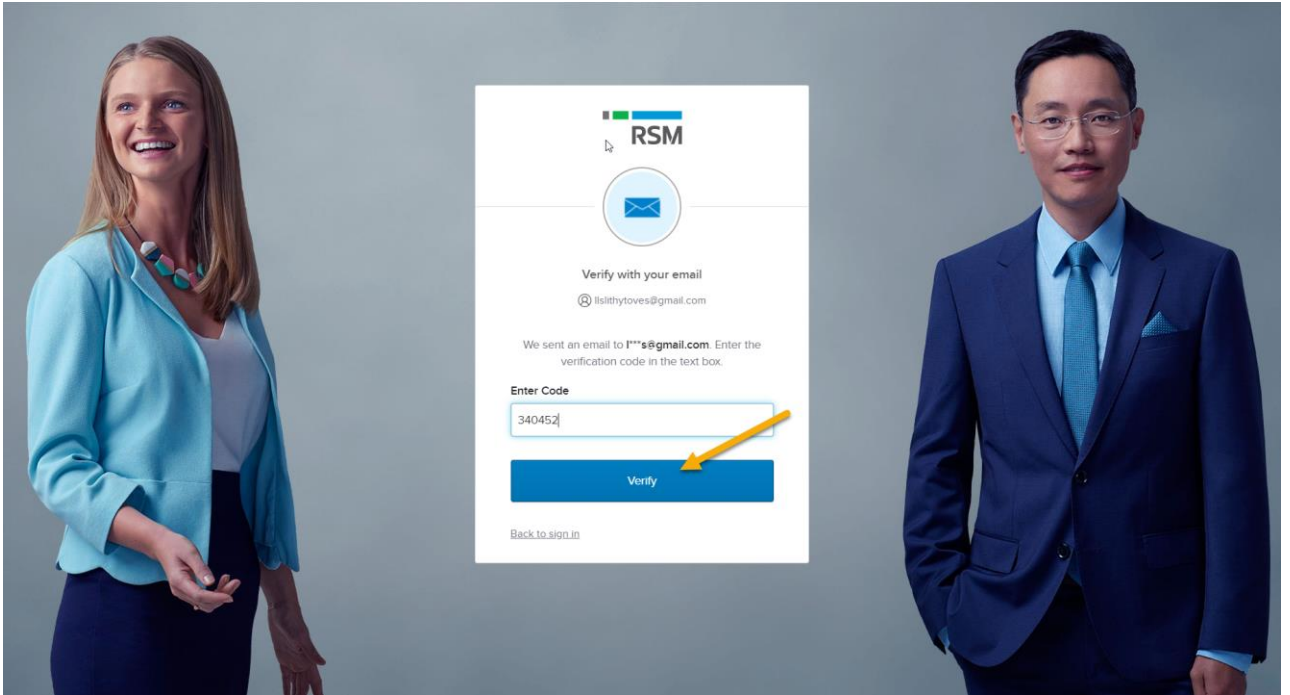 RSM
Verify with your email
llslithytoves@gmail.com
We sent an email to l***s@gmail.com. Enter the
verification code in the text box.
Enter Code
340452
Verify
Back to sign in